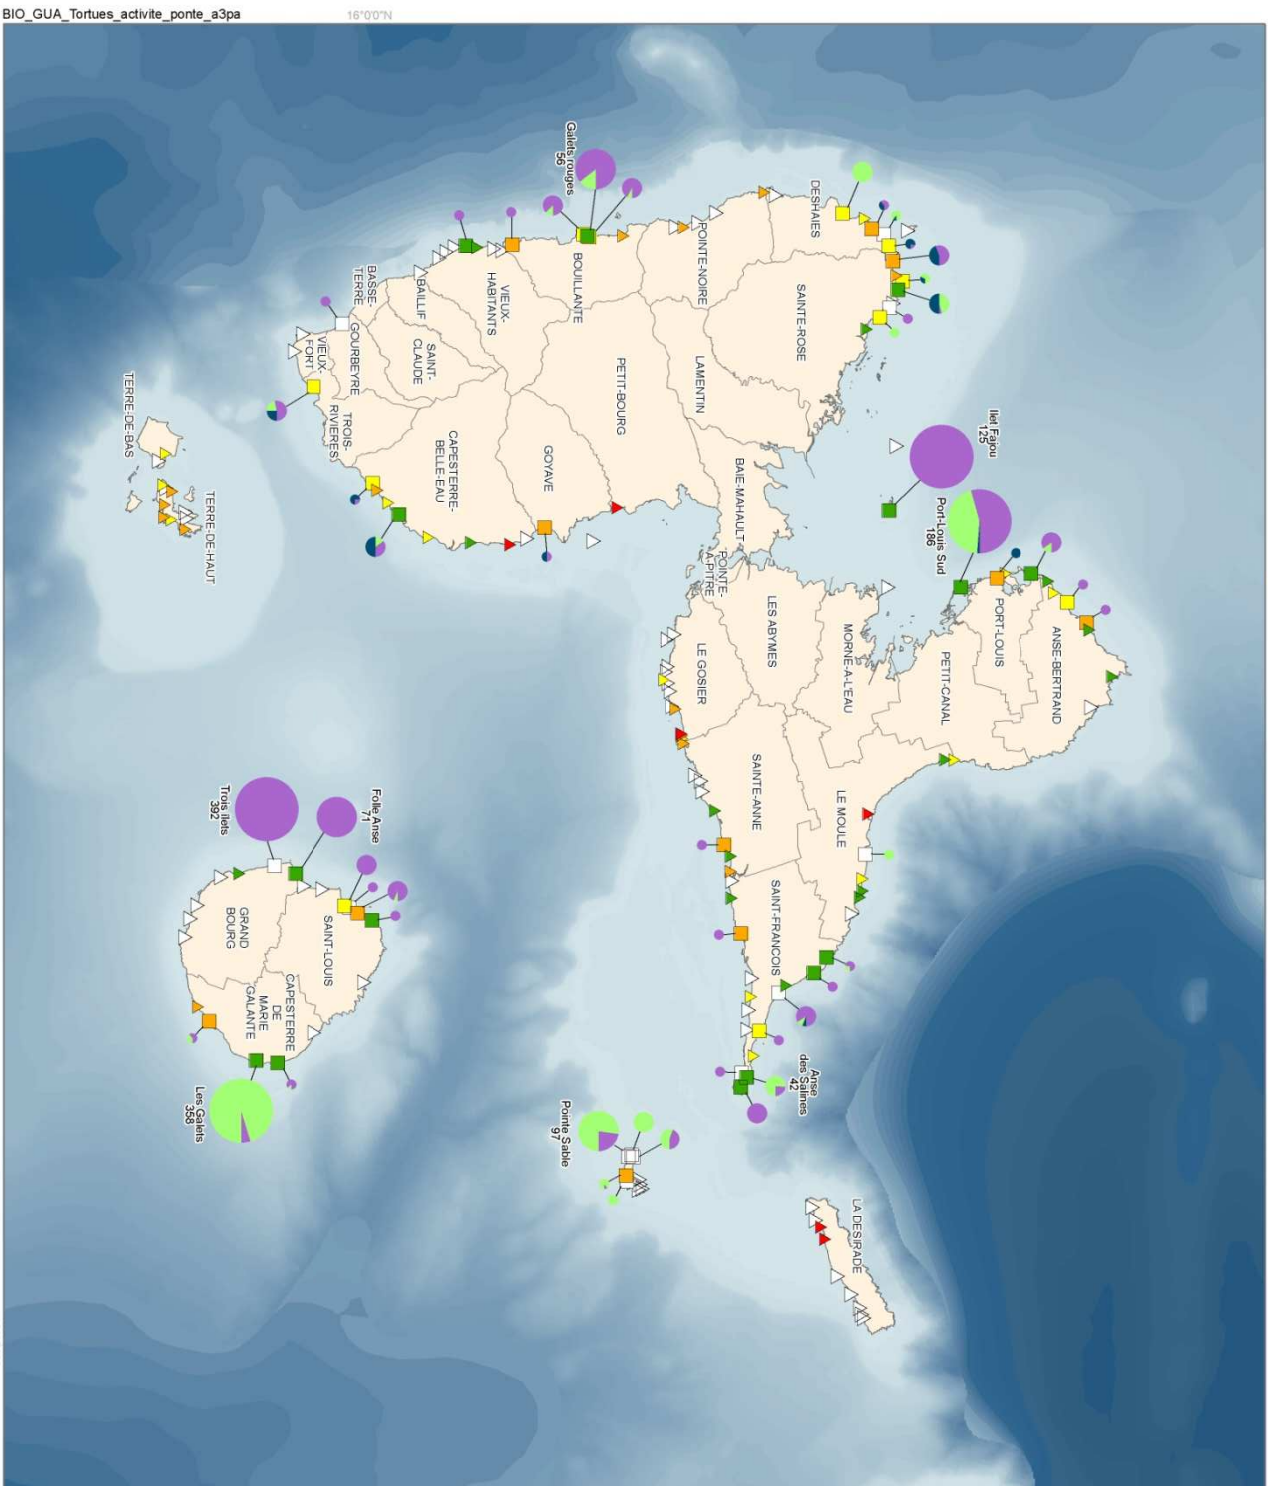 BIO_GUA_Tortues_activite_ponte_a3pa
16°0'0"N
Galets rouges
56
DESHAIES
POINTE-NOIRE
SAINTE-ROSE
BOUILLANTE
VIEUX-
HABITANTS
BAILLIF
BASSE-
TERRE
SAINT-
CLAUDE
GOURBEYRE
VIEUX-
FORT
TROIS-
RIVIERES
CAPESTERRE-
BELLE-EAU
GOYAVE
PETIT-BOURG
LAMENTIN
BAIE-MAHAULT
TERRE-DE-BAS
TERRE-DE-HAUT
Ilet Fajou
125
Port-Louis Sud
186
POINTE-
A-PITRE
LES ABYMES
MORNE-A-L'EAU
PETIT-CANAL
PORT-LOUIS
ANSE-BERTRAND
LE GOSIER
SAINTE-ANNE
LE MOULE
SAINT-FRANCOIS
Anse
des Salines
42
Trois îlets
392
Folle Anse
71
GRAND
BOURG
SAINT-LOUIS
CAPESTERRE
DE
MARIE
GALANTE
Les Galets
358
Pointe Sable
97
LA DESIRADE